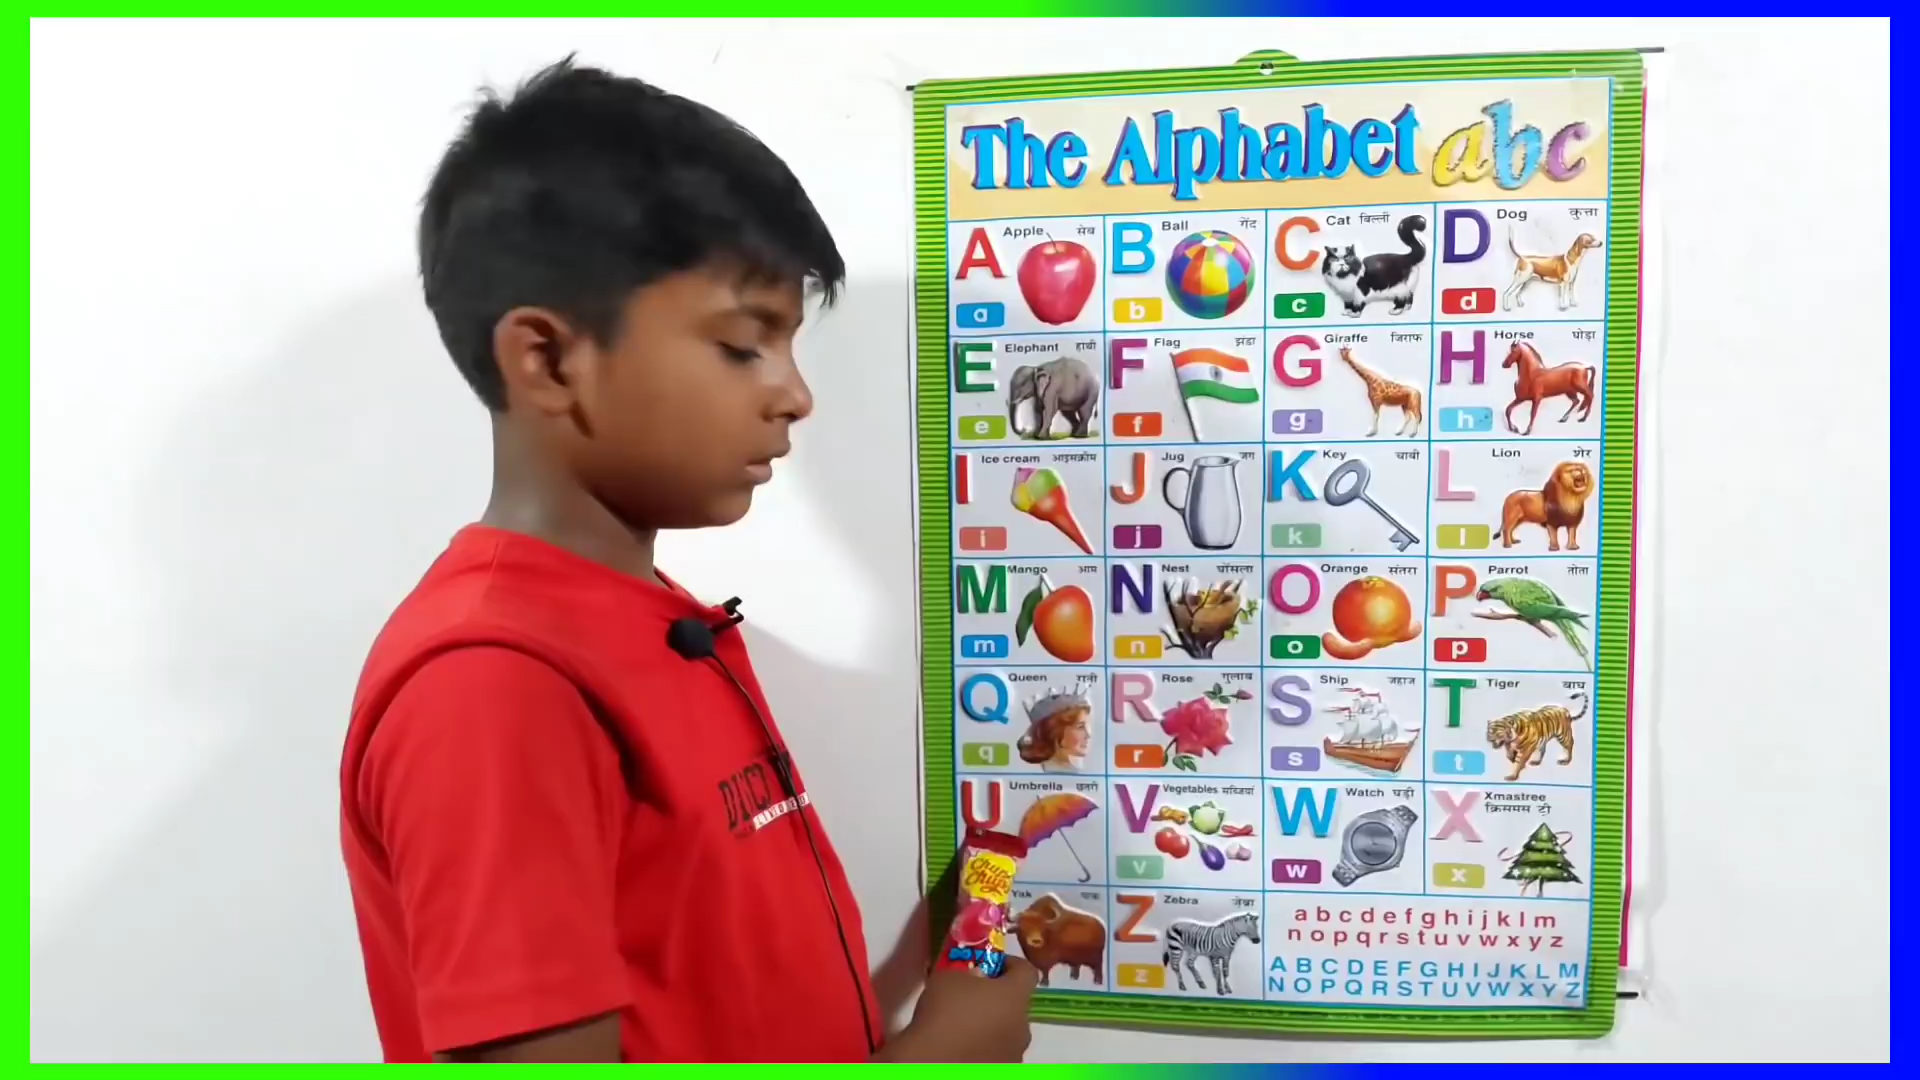 The Alphabet abc
A Apple सेब a
B Ball गेंद b
C Cat बिल्ली c
D Dog कुत्ता d
E Elephant हाथी e
F Flag झंडा f
G Giraffe जिराफ g
H Horse घोड़ा h
I Ice cream आइसक्रीम i
J Jug जग j
K Key चाबी k
L Lion शेर l
M Mango आम m
N Nest घोंसला n
O Orange संतरा o
P Parrot तोता p
Q Queen रानी q
R Rose गुलाब r
S Ship जहाज s
T Tiger बाघ t
U Umbrella छतरी
V Vegetables सब्जियां v
W Watch घड़ी w
X Xmastree क्रिसमस ट्री x
Yak याक
Z Zebra जेब्रा z
a b c d e f g h i j k l m
n o p q r s t u v w x y z
A B C D E F G H I J K L M
N O P Q R S T U V W X Y Z
Chupa
Chups